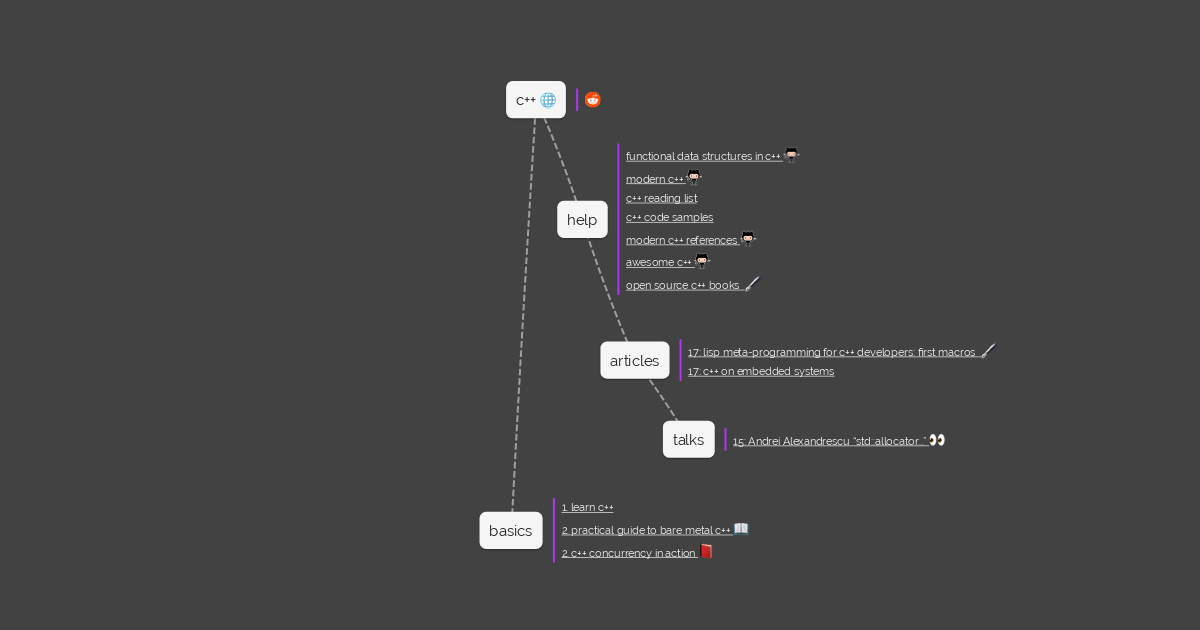 c++
functional data structures in c++
modern c++
c++ reading list
help
c++ code samples
modern c++ references
awesome c++
open source c++ books
articles
17: lisp meta-programming for c++ developers: first macros
17: c++ on embedded systems
talks
15: Andrei Alexandrescu “std::allocator...”
basics
1. learn c++
2. practical guide to bare metal c++
2. c++ concurrency in action